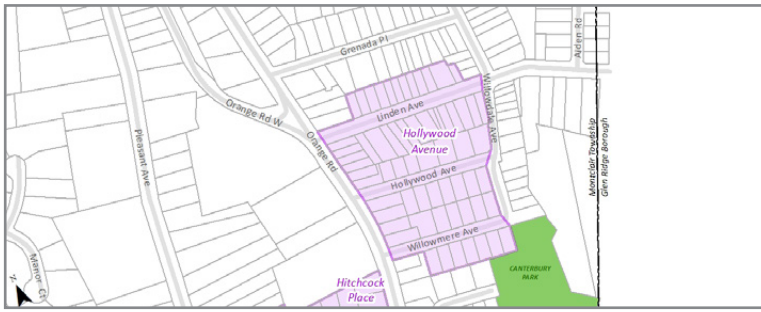 Grenada Pl
Alden Rd
Willowdale Ave
Orange Rd W
Linden Ave
Orange Rd
Hollywood
Avenue
Pleasant Ave
Hollywood Ave
Montclair Township
Glen Ridge Borough
Willowmere Ave
Manor Ct
CANTERBURY
PARK
Hitchcock
Place
N